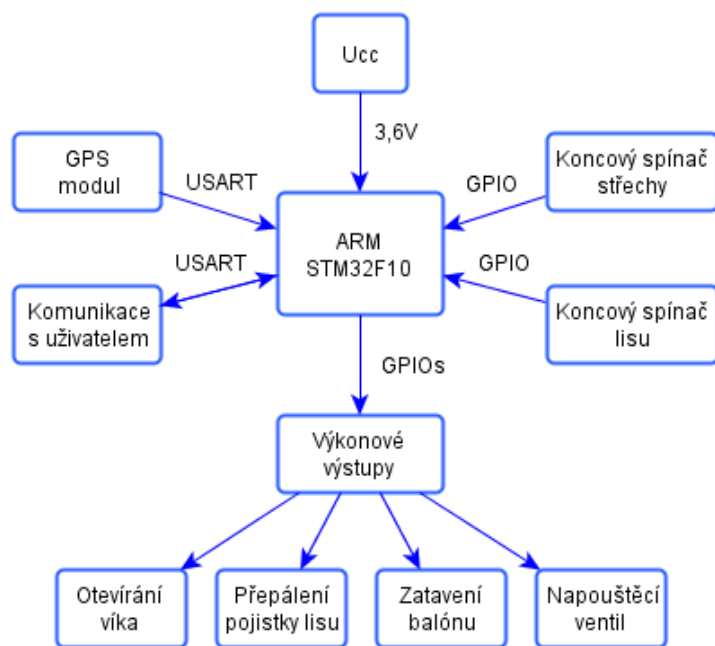 Ucc
3,6V
GPS
modul
USART
GPIO
Koncový spínač
střechy
ARM
STM32F10
USART
GPIO
Komunikace
s uživatelem
Koncový spínač
lisu
GPIOs
Výkonové
výstupy
Otevírání
víka
Přepálení
pojistky lisu
Zatavení
balónu
Napouštěcí
ventil